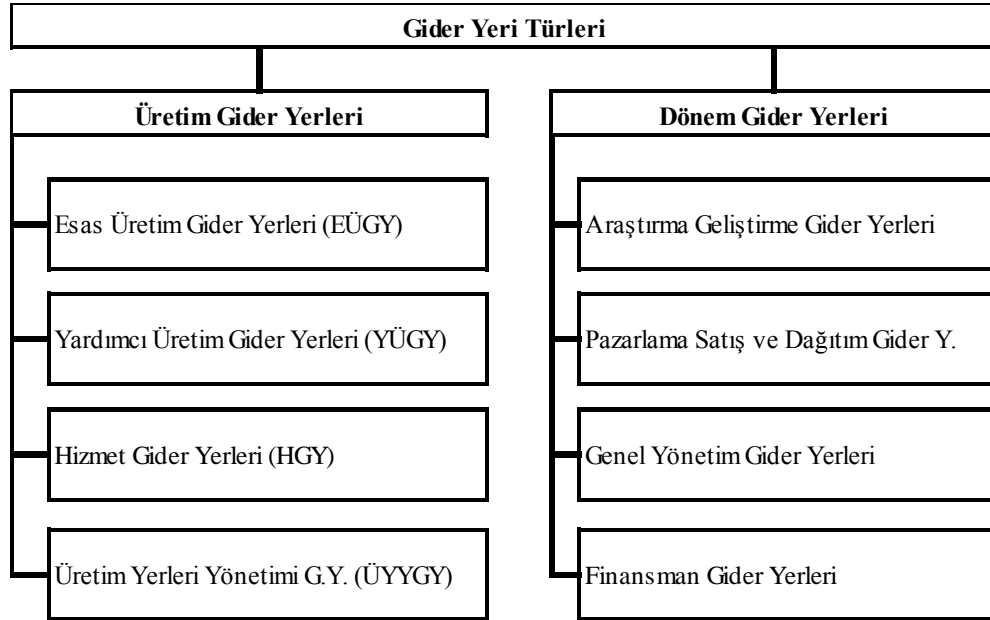 Gider Yeri Türleri
Üretim Gider Yerleri
Esas Üretim Gider Yerleri (EÜGY)
Yardımcı Üretim Gider Yerleri (YÜGY)
Hizmet Gider Yerleri (HGY)
Üretim Yerleri Yönetimi G.Y. (ÜYYGY)
Dönem Gider Yerleri
Araştırma Geliştirme Gider Yerleri
Pazarlama Satış ve Dağıtım Gider Y.
Genel Yönetim Gider Yerleri
Finansman Gider Yerleri